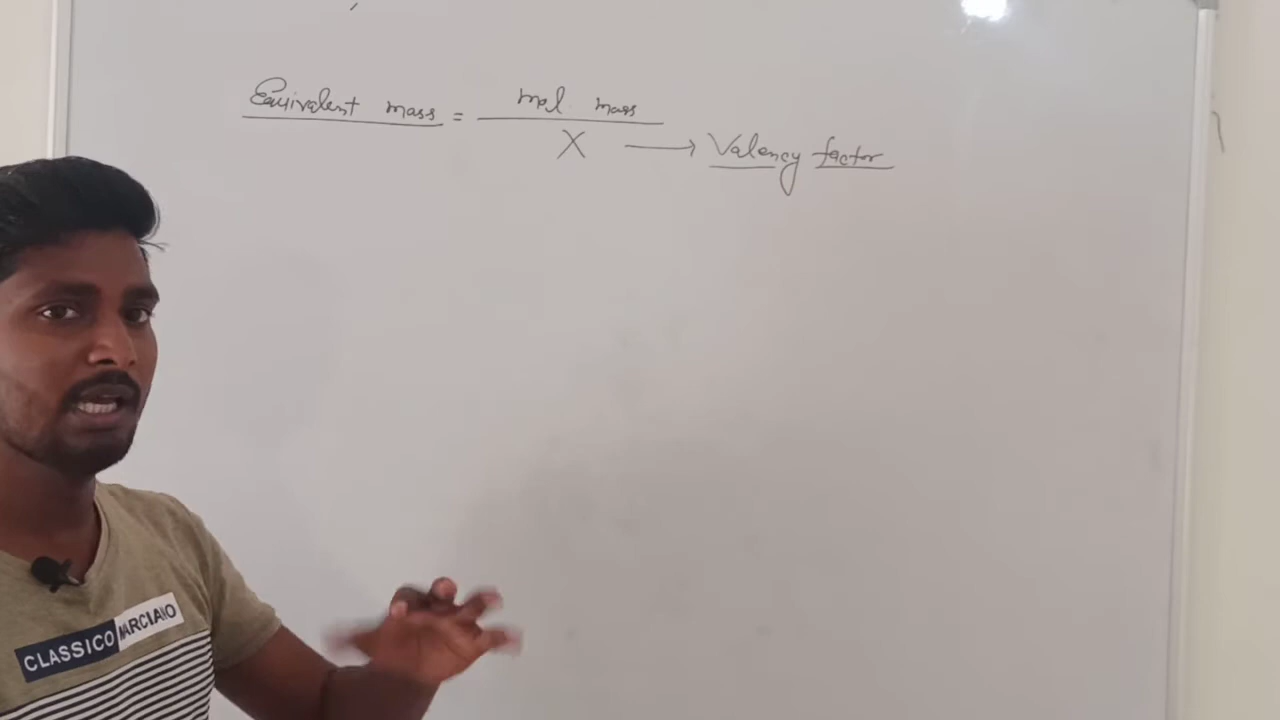 Equivalent mass = mol. mass
X → Valency factor
CLASSICO MARCIANO